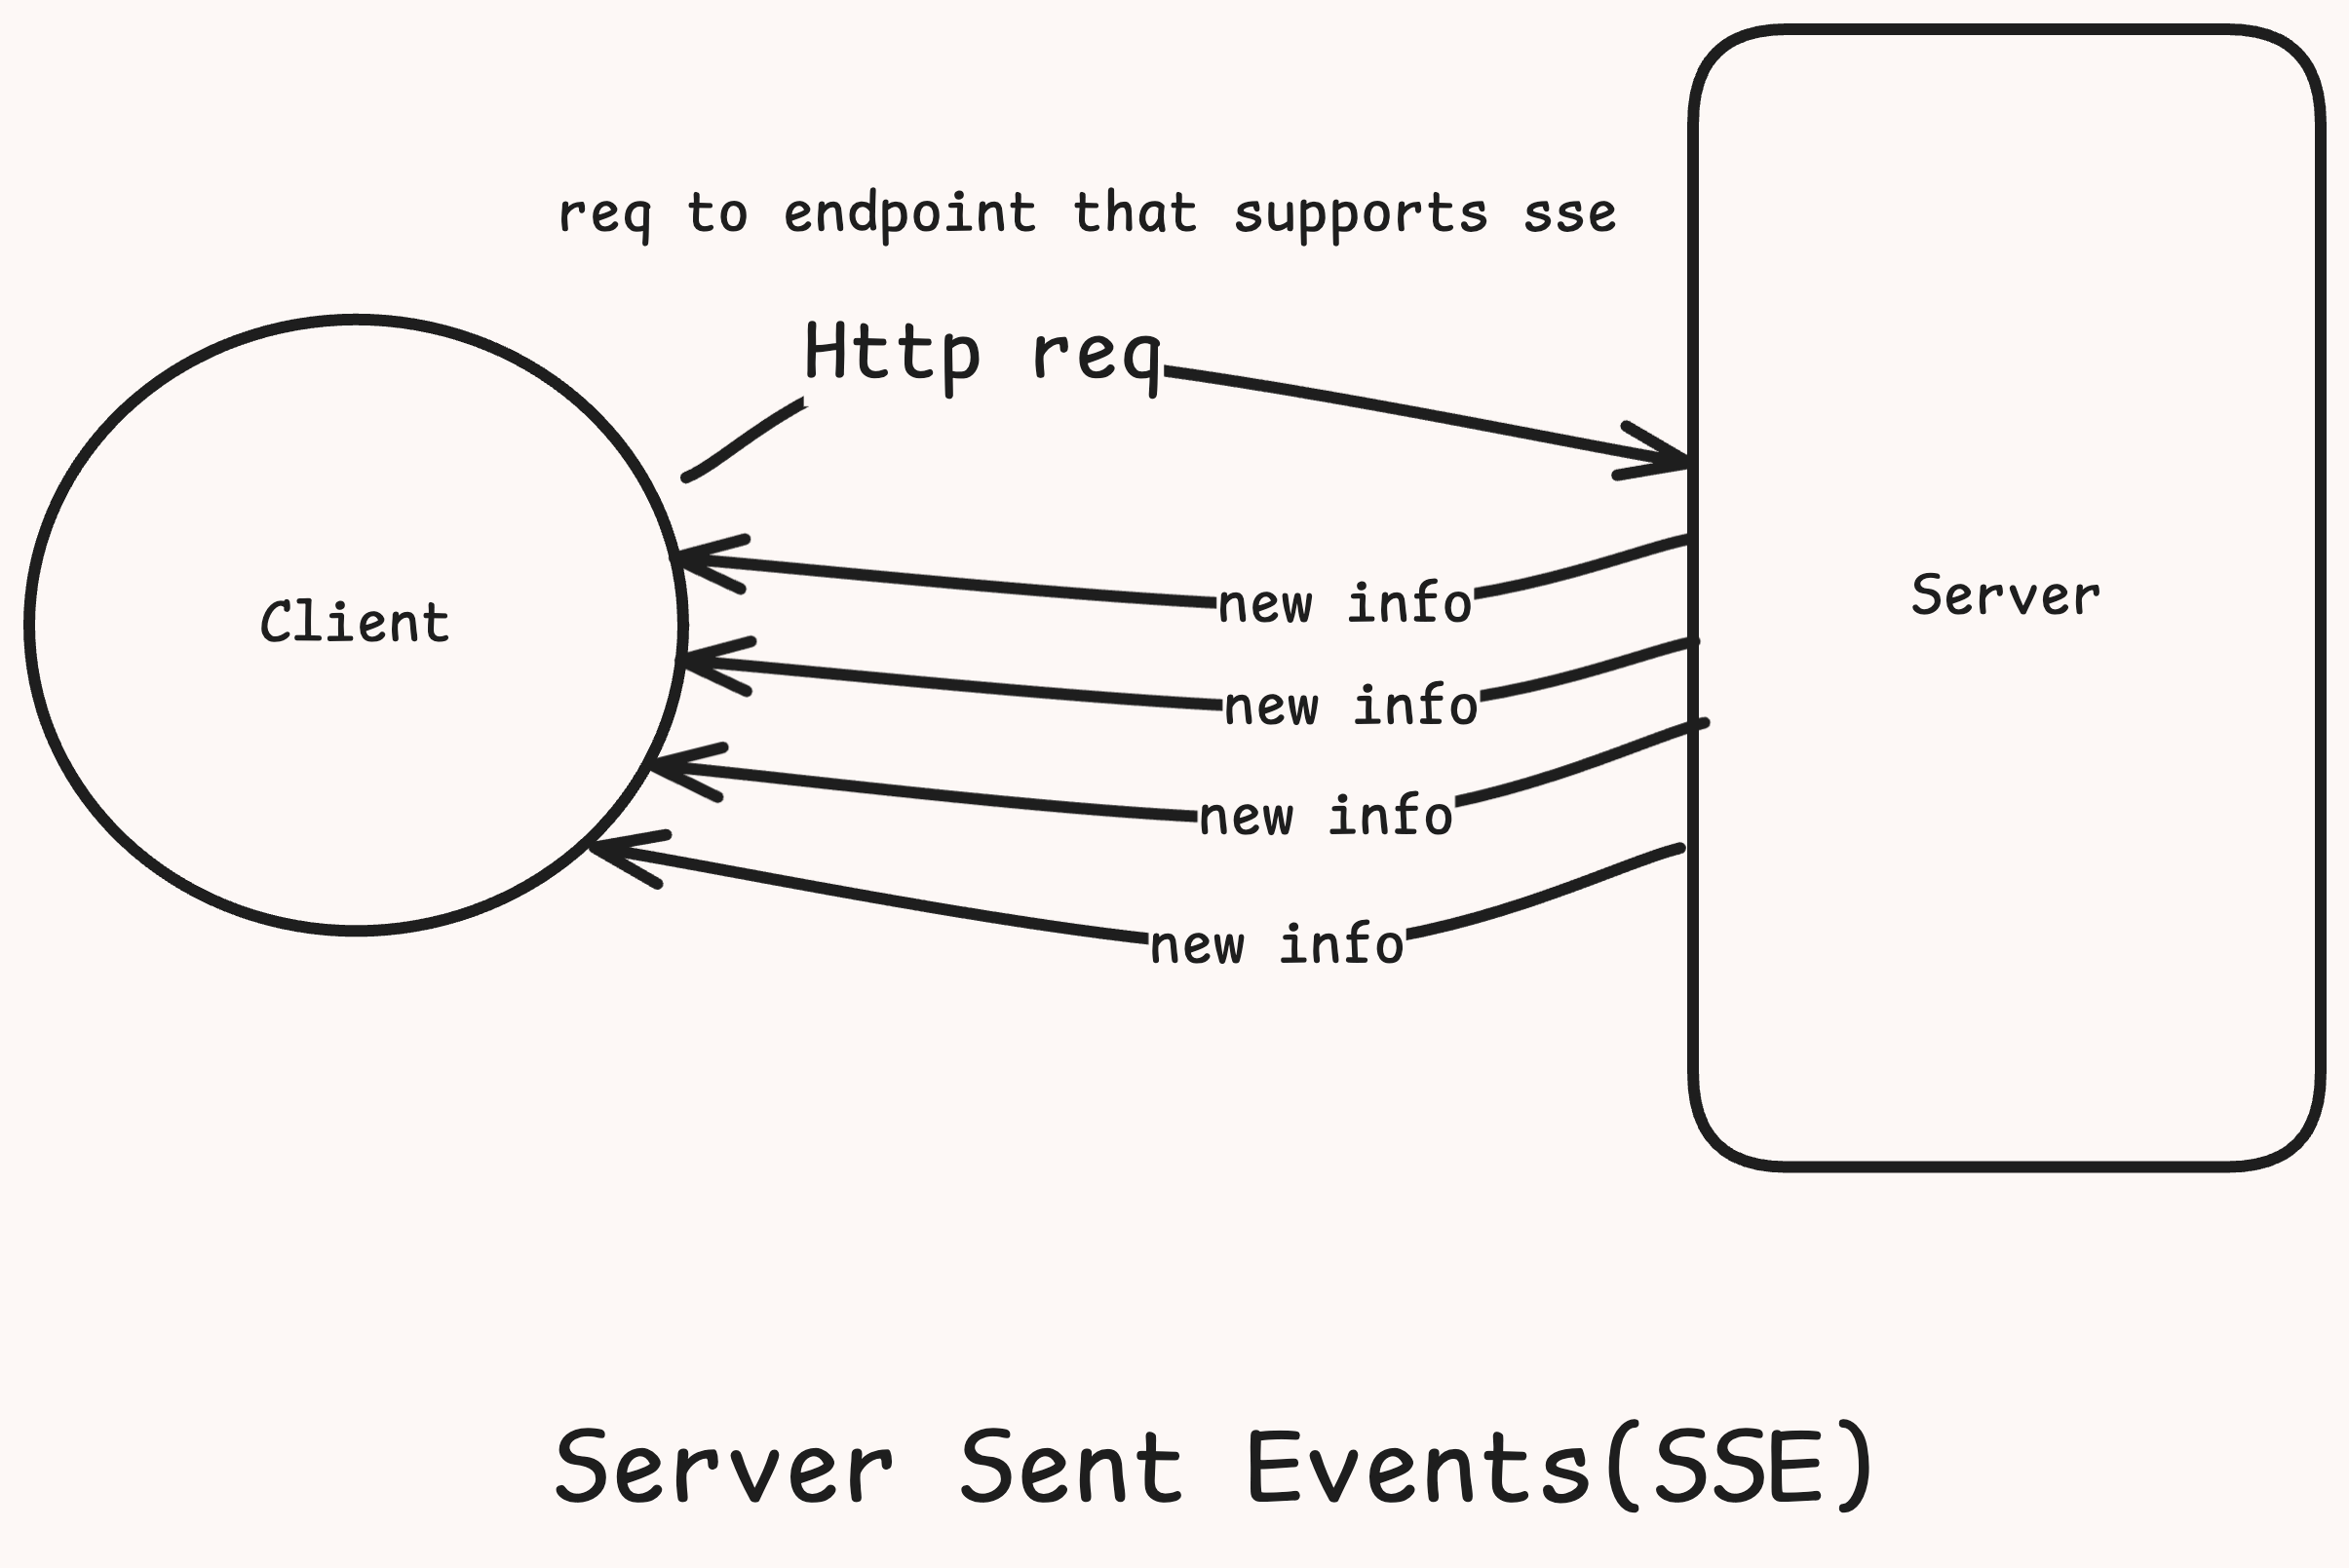 req to endpoint that supports sse
Http req
Client
Server
new info
new info
new info
new info
Server Sent Events(SSE)